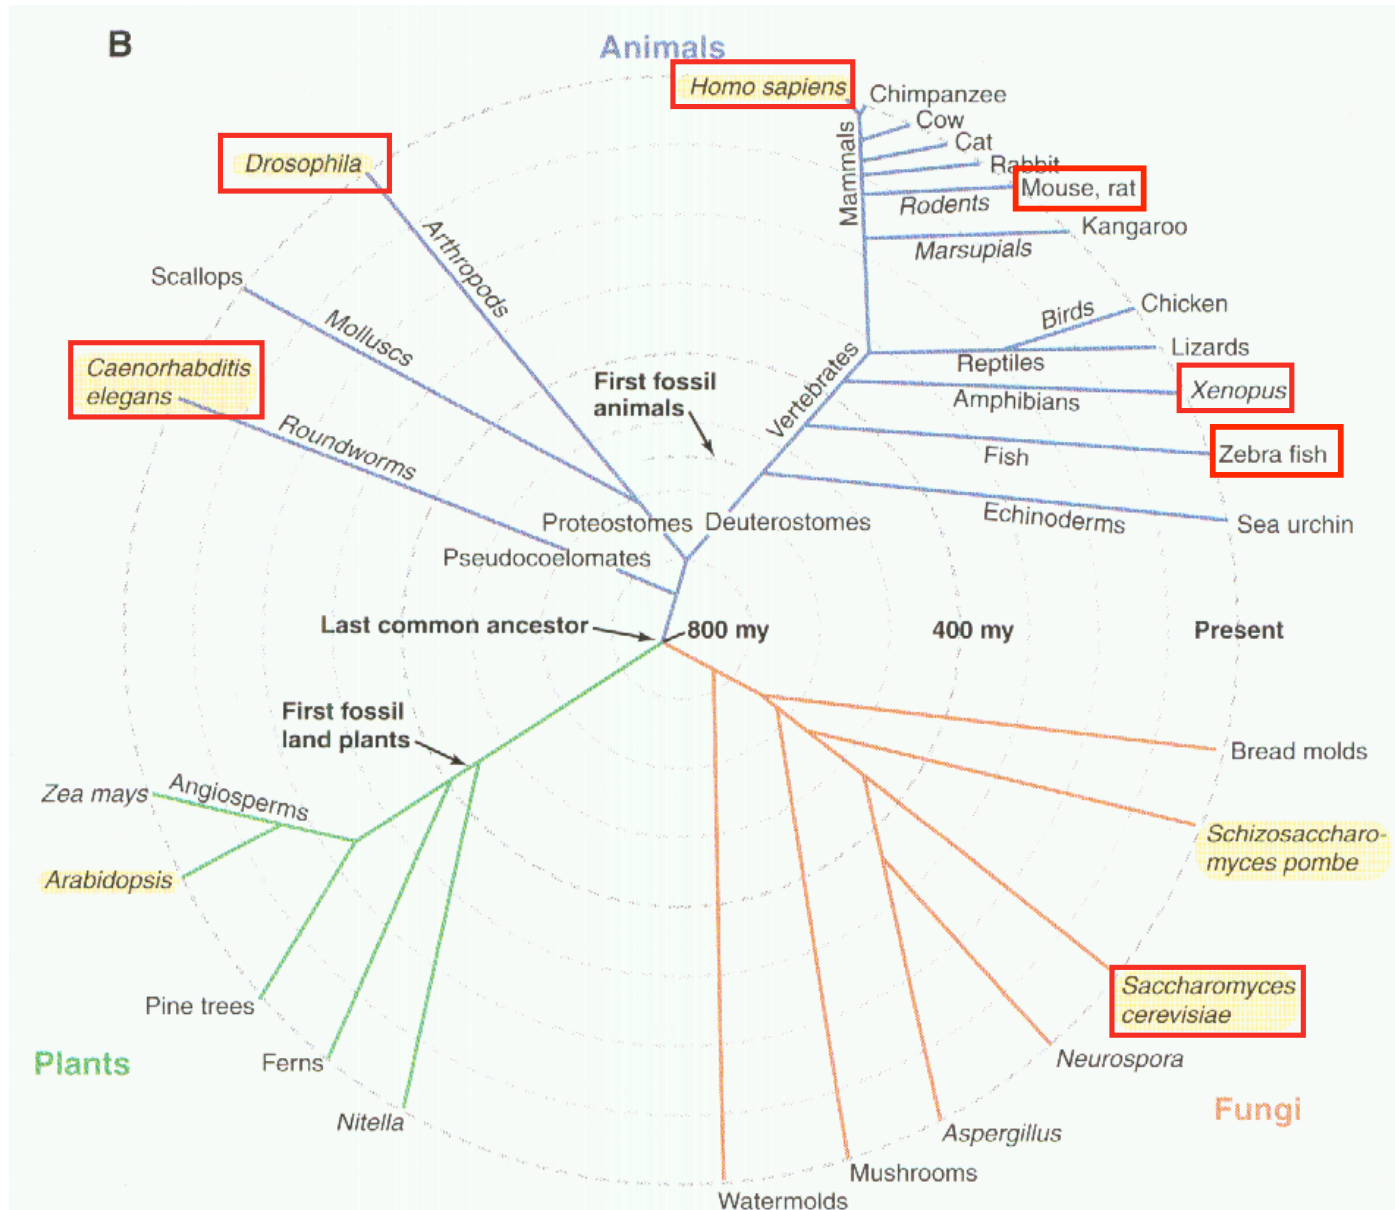 B
Animals
Homo sapiens
Chimpanzee
Cow
Cat
Rabbit
Mouse, rat
Rodents
Mammals
Kangaroo
Marsupials
Drosophila
Arthropods
Scallops
Molluscs
Caenorhabditis
elegans
Roundworms
First fossil
animals
Vertebrates
Birds
Chicken
Reptiles
Lizards
Amphibians
Xenopus
Fish
Zebra fish
Echinoderms
Sea urchin
Proteostomes
Deuterostomes
Pseudocoelomates
Last common ancestor
800 my
400 my
Present
First fossil
land plants
Zea mays
Angiosperms
Arabidopsis
Pine trees
Ferns
Nitella
Plants
Bread molds
Schizosaccharo-
myces pombe
Saccharomyces
cerevisiae
Neurospora
Fungi
Aspergillus
Mushrooms
Watermolds